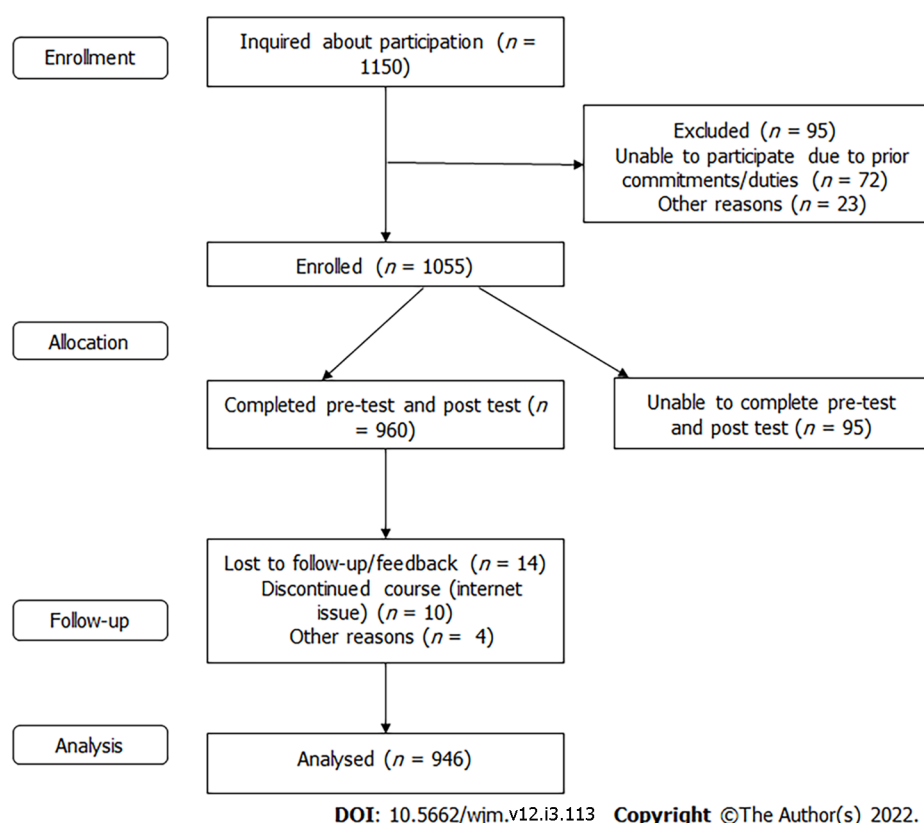 Enrollment
Inquired about participation (n =
1150)
Excluded (n = 95)
Unable to participate due to prior
commitments/duties (n = 72)
Other reasons (n = 23)
Enrolled (n = 1055)
Allocation
Completed pre-test and post test (n
= 960)
Unable to complete pre-test
and post test (n = 95)
Follow-up
Lost to follow-up/feedback (n = 14)
Discontinued course (internet
issue) (n = 10)
Other reasons (n = 4)
Analysis
Analysed (n = 946)
DOI: 10.5662/wjm.v12.i3.113 Copyright ©The Author(s) 2022.